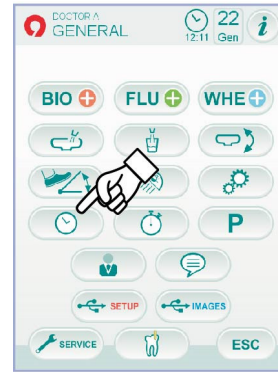 DOCTOR A
GENERAL
12:11
22
Gen
i
BIO
FLU
WHE
P
SETUP
IMAGES
SERVICE
ESC